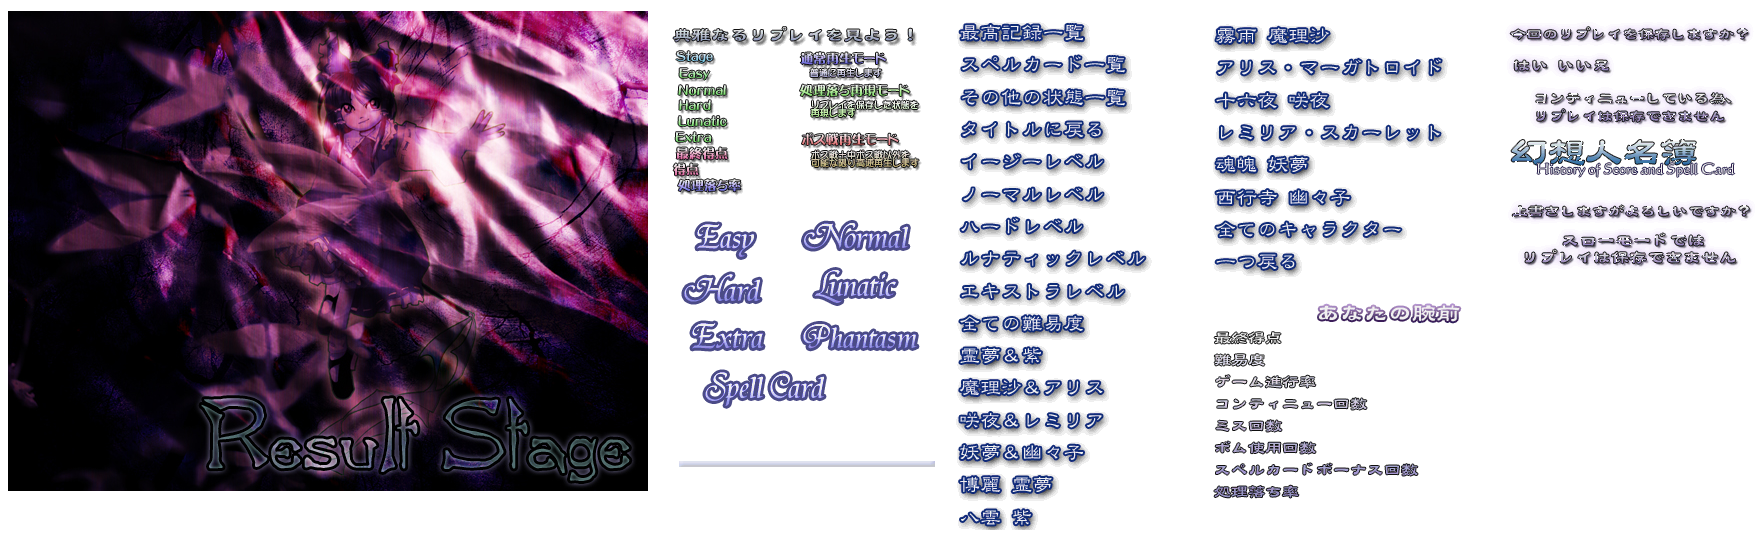 Result Stage
典雅なるリプレイを見よう！
Stage
Easy
Normal
Hard
Lunatic
Extra
最終得点
得点
処理落ち率
通常再生モード
普通に再生します
処理落ち再現モード
リプレイを保存した状態を
再現します
ボス戦再生モード
ボス戦＋中ボス戦以外を
可能な限り高速再生します
Easy
Normal
Hard
Lunatic
Extra
Phantasm
Spell Card
最高記録一覧
スペルカード一覧
その他の状態一覧
タイトルに戻る
イージーレベル
ノーマルレベル
ハードレベル
ルナティックレベル
エキストラレベル
全ての難易度
霊夢＆紫
魔理沙＆アリス
咲夜＆レミリア
妖夢＆幽々子
博麗 霊夢
八雲 紫
霧雨 魔理沙
アリス・マーガトロイド
十六夜 咲夜
レミリア・スカーレット
魂魄 妖夢
西行寺 幽々子
全てのキャラクター
一つ戻る
あなたの腕前
最終得点
難易度
ゲーム進行率
コンティニュー回数
ミス回数
ボム使用回数
スペルカードボーナス回数
処理落ち率
今回のリプレイを保存しますか？
はい いいえ
コンティニューしている為、
リプレイは保存できません
幻想人名簿
History of Score and Spell Card
上書きしますがよろしいですか？
スローモードでは
リプレイは保存できません